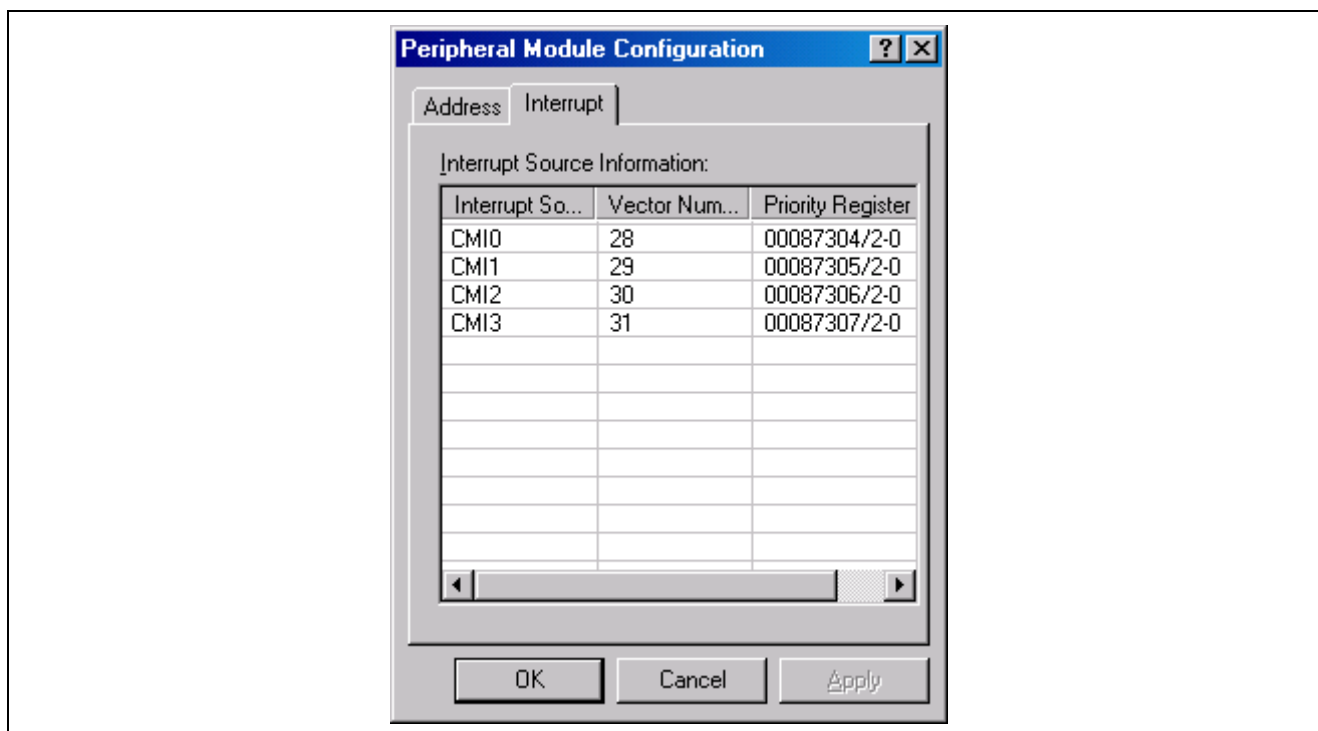 Peripheral Module Configuration
Address Interrupt
Interrupt Source Information:
Interrupt So... Vector Num... Priority Register
CMI0 28 00087304/2-0
CMI1 29 00087305/2-0
CMI2 30 00087306/2-0
CMI3 31 00087307/2-0
OK Cancel Apply